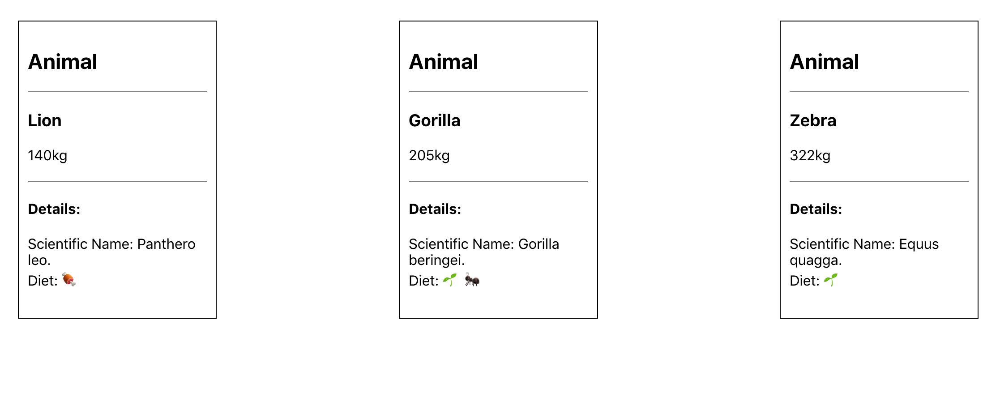 Animal
Lion
140kg
Details:
Scientific Name: Panthero
leo.
Diet: 🍖
Animal
Gorilla
205kg
Details:
Scientific Name: Gorilla
beringei.
Diet: 🌱 🐜
Animal
Zebra
322kg
Details:
Scientific Name: Equus
quagga.
Diet: 🌱